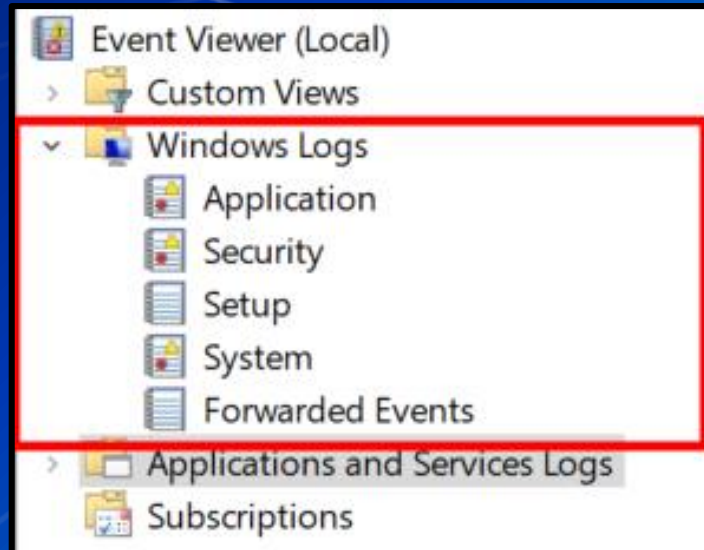 Event Viewer (Local)
Custom Views
Windows Logs
Application
Security
Setup
System
Forwarded Events
Applications and Services Logs
Subscriptions